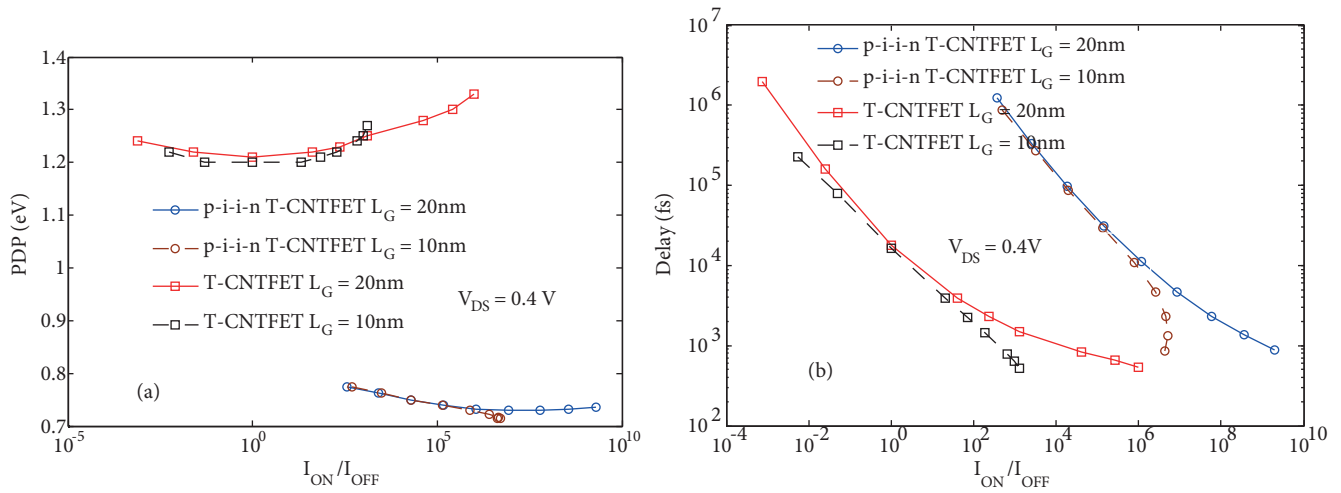 1.4
1.3
1.2
1.1
1
0.9
0.8
0.7
PDP (eV)
p-i-i-n T-CNTFET L_G = 20nm
p-i-i-n T-CNTFET L_G = 10nm
T-CNTFET L_G = 20nm
T-CNTFET L_G = 10nm
V_DS = 0.4 V
(a)
10^-5 10^0 10^5 10^10
I_ON/I_OFF
10^7
10^6
10^5
10^4
10^3
10^2
Delay (fs)
p-i-i-n T-CNTFET L_G = 20nm
p-i-i-n T-CNTFET L_G = 10nm
T-CNTFET L_G = 20nm
T-CNTFET L_G = 10nm
V_DS = 0.4V
(b)
10^-4 10^-2 10^0 10^2 10^4 10^6 10^8 10^10
I_ON/I_OFF